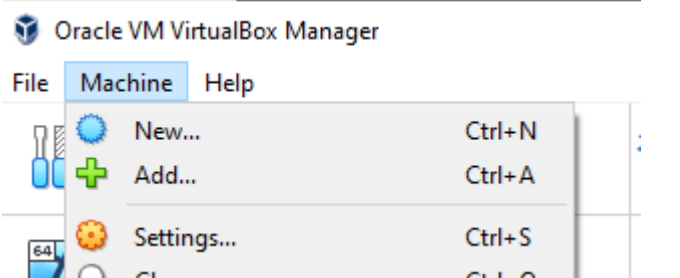 Oracle VM VirtualBox Manager
File Machine Help
New... Ctrl+N
Add... Ctrl+A
64
Settings... Ctrl+S